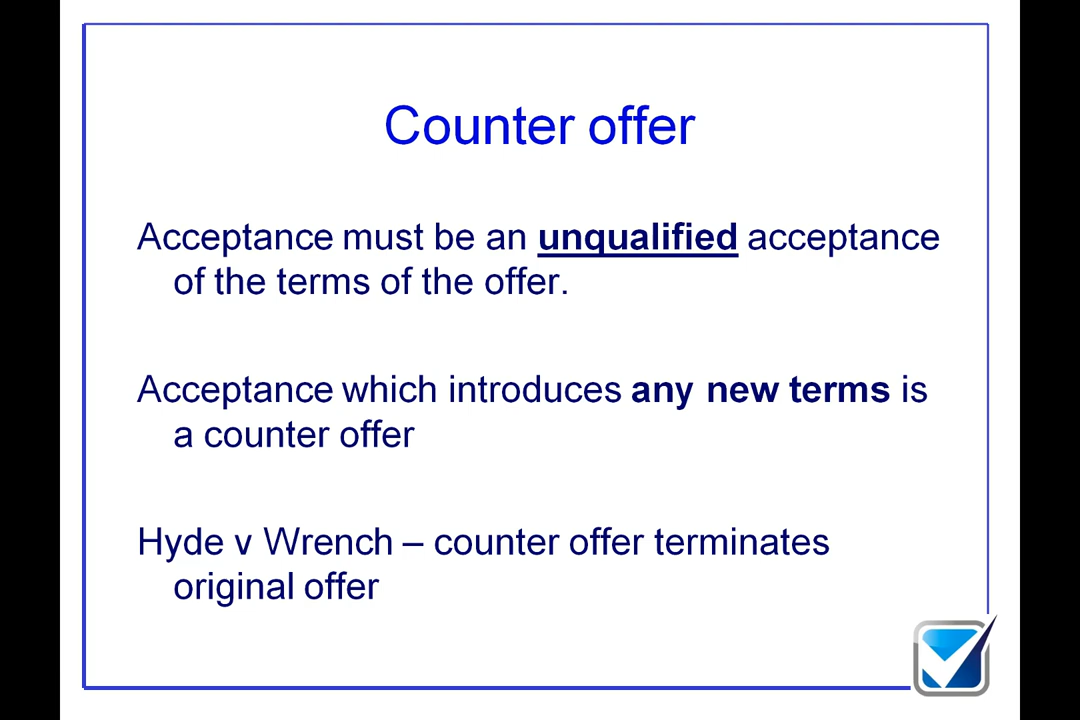 Counter offer
Acceptance must be an unqualified acceptance
of the terms of the offer.
Acceptance which introduces any new terms is
a counter offer
Hyde v Wrench – counter offer terminates
original offer